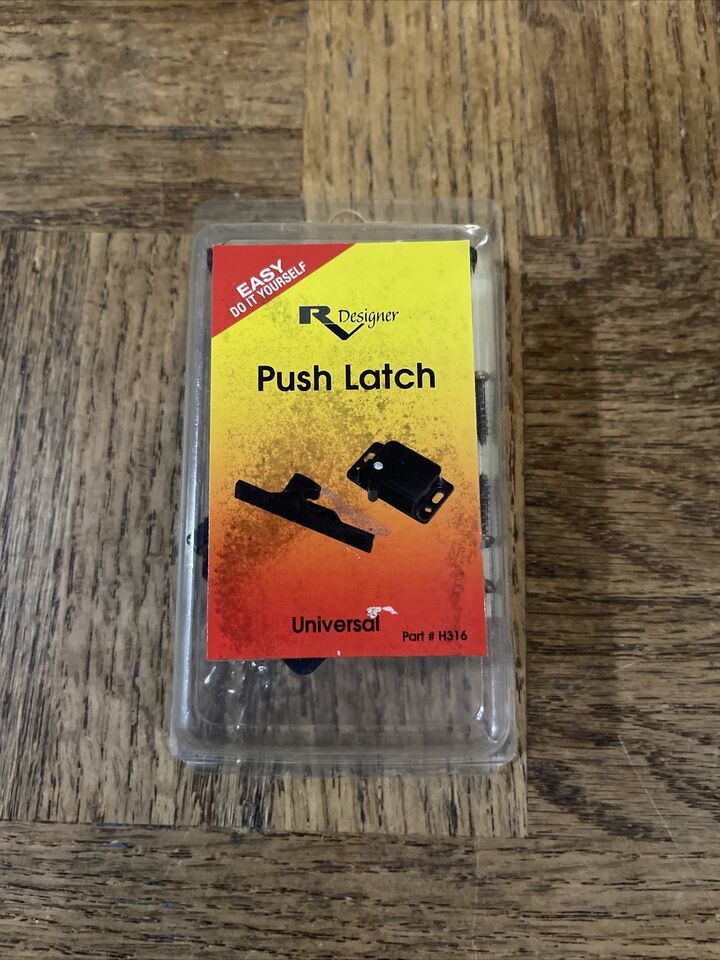 EASY
DO IT YOURSELF
RV Designer
Push Latch
Universal
Part # H316